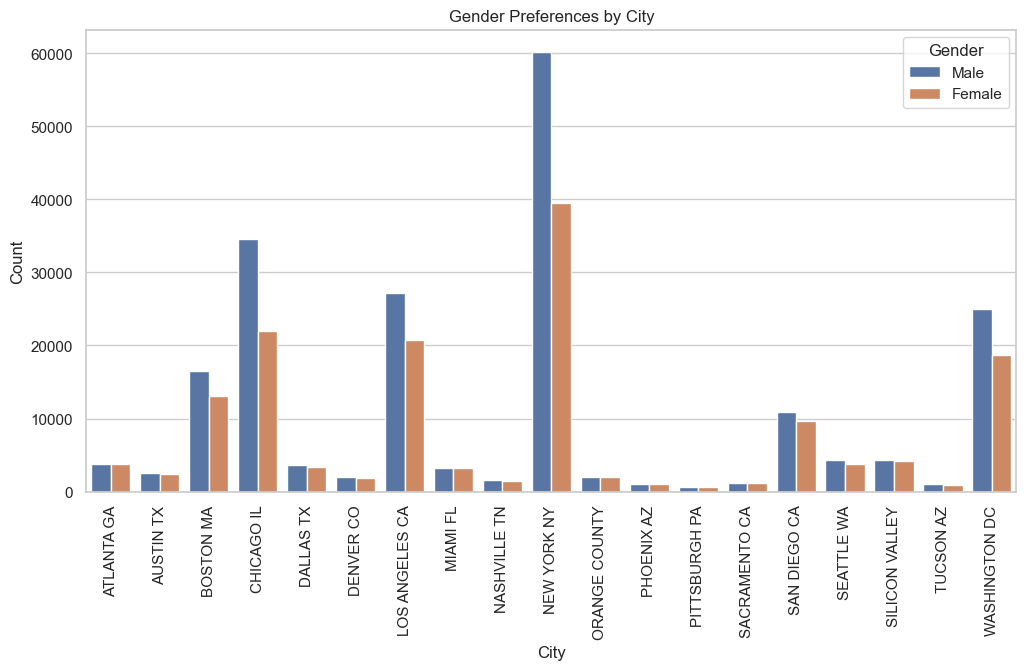 Gender Preferences by City
Gender
Male
Female
Count
60000
50000
40000
30000
20000
10000
0
ATLANTA GA
AUSTIN TX
BOSTON MA
CHICAGO IL
DALLAS TX
DENVER CO
LOS ANGELES CA
MIAMI FL
NASHVILLE TN
NEW YORK NY
ORANGE COUNTY
PHOENIX AZ
PITTSBURGH PA
SACRAMENTO CA
SAN DIEGO CA
SEATTLE WA
SILICON VALLEY
TUCSON AZ
WASHINGTON DC
City